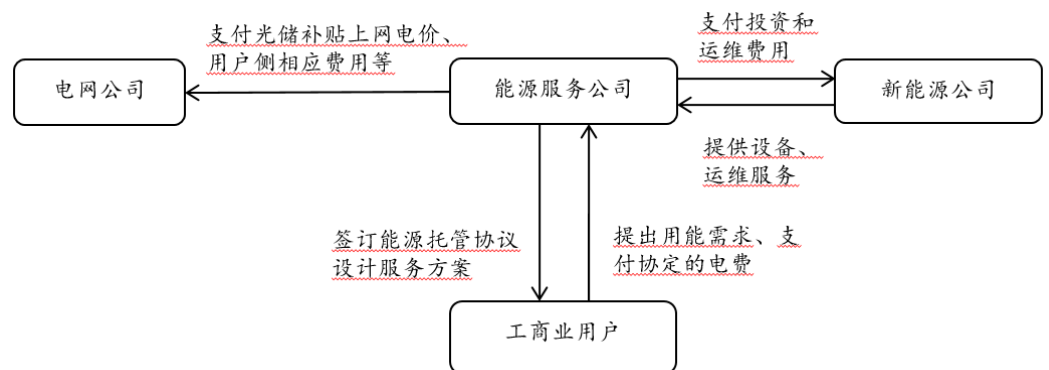 支付光储补贴上网电价、
用户侧相应费用等
支付投资和
运维费用
电网公司
能源服务公司
新能源公司
提供设备、
运维服务
签订能源托管协议
设计服务方案
提出用能需求、支
付协定的电费
工商业用户